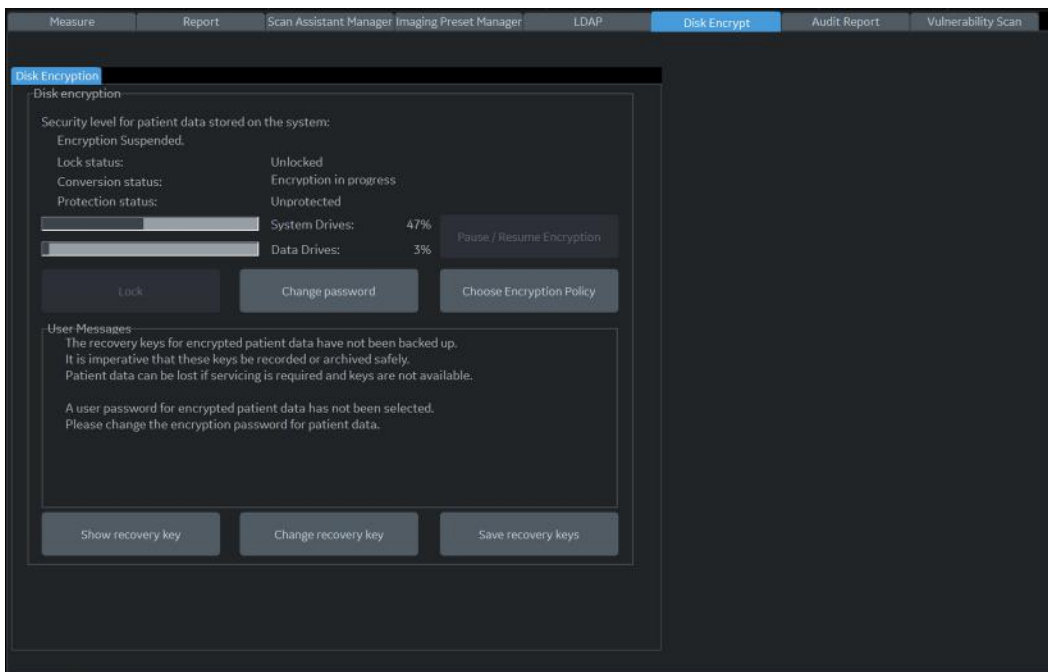 Measure Report Scan Assistant Manager Imaging Preset Manager LDAP Disk Encrypt Audit Report Vulnerability Scan
Disk Encryption
Disk encryption
Security level for patient data stored on the system:
Encryption Suspended.
Lock status: Unlocked
Conversion status: Encryption in progress
Protection status: Unprotected
System Drives: 47%
Pause / Resume Encryption
Data Drives: 3%
Lock Change password Choose Encryption Policy
User Messages
The recovery keys for encrypted patient data have not been backed up.
It is imperative that these keys be recorded or archived safely.
Patient data can be lost if servicing is required and keys are not available.
A user password for encrypted patient data has not been selected.
Please change the encryption password for patient data.
Show recovery key Change recovery key Save recovery keys